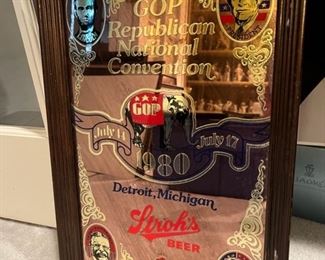 GOP
Republican
National
Convention
GOP
July 14
July 17
1980
Detroit, Michigan
Stroh's
BEER